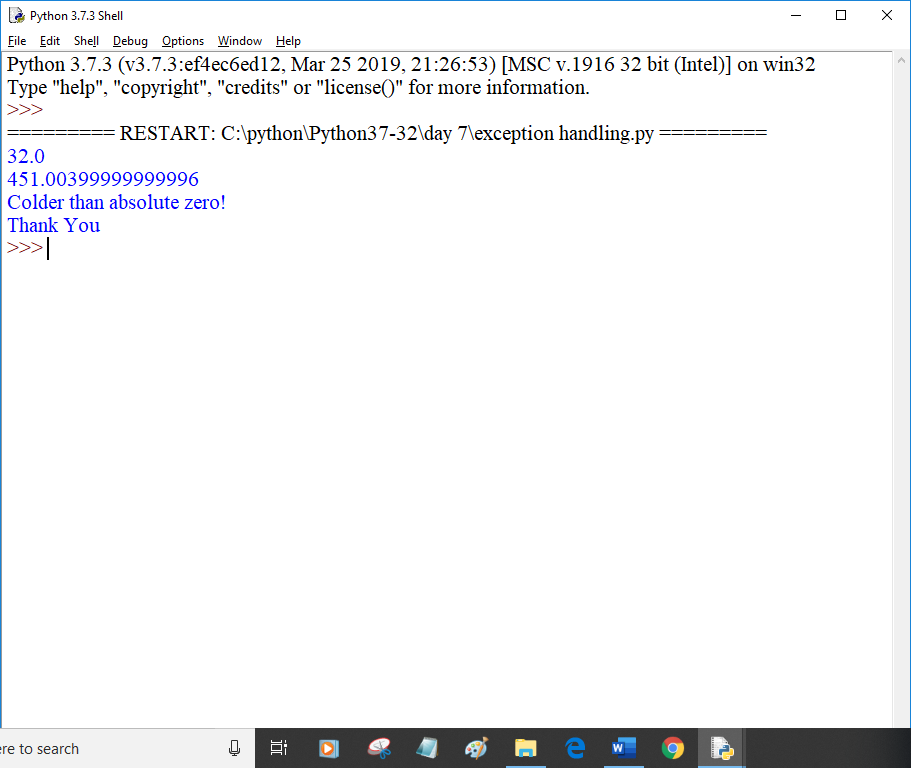 Python 3.7.3 Shell
File Edit Shell Debug Options Window Help
Python 3.7.3 (v3.7.3:ef4ec6ed12, Mar 25 2019, 21:26:53) [MSC v.1916 32 bit (Intel)] on win32
Type "help", "copyright", "credits" or "license()" for more information.
>>>
========= RESTART: C:\python\Python37-32\day 7\exception handling.py =========
32.0
451.00399999999996
Colder than absolute zero!
Thank You
>>>
ere to search